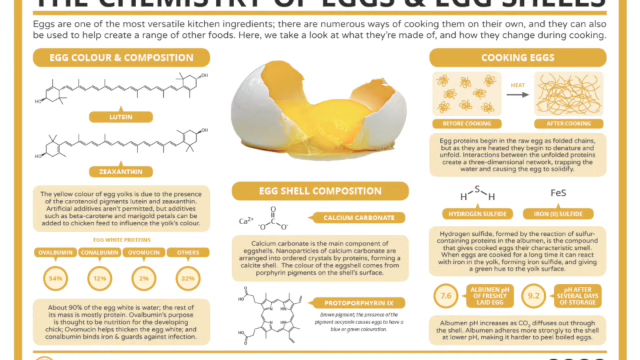 THE CHEMISTRY OF EGGS & EGG SHELLS
Eggs are one of the most versatile kitchen ingredients; there are numerous ways of cooking them on their own, and they can also
be used to help create a range of other foods. Here, we take a look at what they're made of, and how they change during cooking.
EGG COLOUR & COMPOSITION
HO
OH
LUTEIN
HO
OH
ZEAXANTHIN
The yellow colour of egg yolks is due to the presence
of the carotenoid pigments lutein and zeaxanthin.
Artificial additives aren't permitted, but additives
such as beta-carotene and marigold petals can be
added to chicken feed to influence the yolk's colour.
EGG WHITE PROTEINS
OVALBUMIN CONALBUMIN OVOMUCIN OTHERS
54% 12% 2% 32%
About 90% of the egg white is water; the rest of
its mass is mostly protein. Ovalbumin's purpose
is thought to be nutrition for the developing
chick; Ovomucin helps thicken the egg white; and
conalbumin binds iron & guards against infection.
EGG SHELL COMPOSITION
Ca²⁺
O
⁻O C O⁻
CALCIUM CARBONATE
Calcium carbonate is the main component of
eggshells. Nanoparticles of calcium carbonate are
arranged into ordered crystals by proteins, forming a
calcite shell. The colour of the eggshell comes from
porphyrin pigments on the shell's surface.
PROTOPORPHYRIN IX
Brown pigment; the presence of the
pigment oocyanin causes eggs to have a
blue or green colouration.
COOKING EGGS
HEAT
BEFORE COOKING
AFTER COOKING
Egg proteins begin in the raw egg as folded chains,
but as they are heated they begin to denature and
unfold. Interactions between the unfolded proteins
create a three-dimensional network, trapping the
water and causing the egg to solidify.
H S H
FeS
HYDROGEN SULFIDE
IRON (II) SULFIDE
Hydrogen sulfide, formed by the reaction of sulfur-
containing proteins in the albumin, is the compound
that gives cooked eggs their characteristic smell.
When eggs are cooked for a long time it can react
with iron in the yolk, forming iron sulfide, and giving
a green hue to the yolk surface.
7.6
ALBUMEN pH
OF FRESHLY
LAID EGG
9.2
pH AFTER
SEVERAL DAYS
OF STORAGE
Albumen pH increases as CO₂ diffuses out through
the shell. Albumen adheres more strongly to the shell
at lower pH, making it harder to peel boiled eggs.